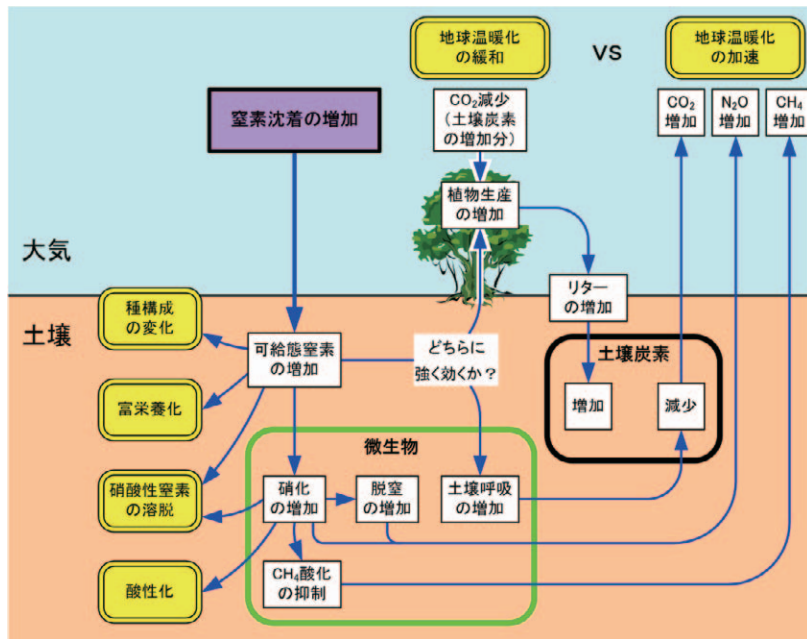 地球温暖化
の緩和
vs
地球温暖化
の加速
窒素沈着の増加
CO₂減少
(土壌炭素
の増加分)
CO₂
増加
N₂O
増加
CH₄
増加
植物生産
の増加
大気
リター
の増加
土壌
種構成
の変化
可給態窒素
の増加
どちらに
強く効くか?
土壌炭素
増加
減少
富栄養化
微生物
硝酸性窒素
の溶脱
硝化
の増加
脱窒
の増加
土壌呼吸
の増加
酸性化
CH₄酸化
の抑制